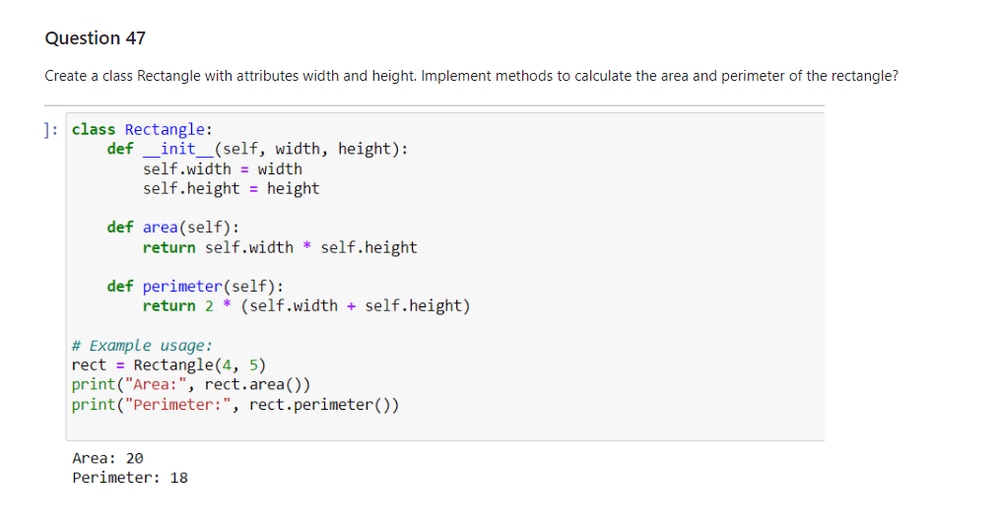 Question 47
Create a class Rectangle with attributes width and height. Implement methods to calculate the area and perimeter of the rectangle?
]: class Rectangle:
    def __init__(self, width, height):
        self.width = width
        self.height = height

    def area(self):
        return self.width * self.height

    def perimeter(self):
        return 2 * (self.width + self.height)

# Example usage:
rect = Rectangle(4, 5)
print("Area:", rect.area())
print("Perimeter:", rect.perimeter())

Area: 20
Perimeter: 18